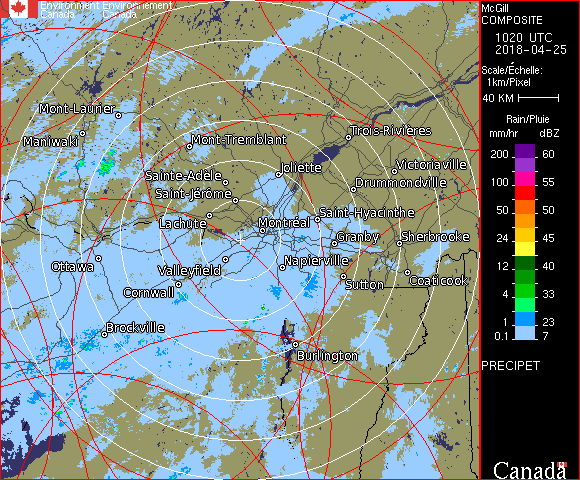 Environment Environnement
Canada Canada
Mont-Laurier
Maniwaki
Mont-Tremblant
Trois-Rivières
Sainte-Adèle
Joliette
Victoriaville
Saint-Jérôme
Drummondville
Lachute
Montréal
Saint-Hyacinthe
Granby
Sherbrooke
Ottawa
Valleyfield
Napierville
Cornwall
Sutton
Coaticook
Brockville
Burlington
McGill
COMPOSITE
1020 UTC
2018-04-25
Scale/Échelle:
1km/Pixel
40 KM
Rain/Pluie
mm/hr dBZ
200 60
100 55
50 50
24 45
12 40
4 33
1 23
0.1 7
PRECIPET
Canada